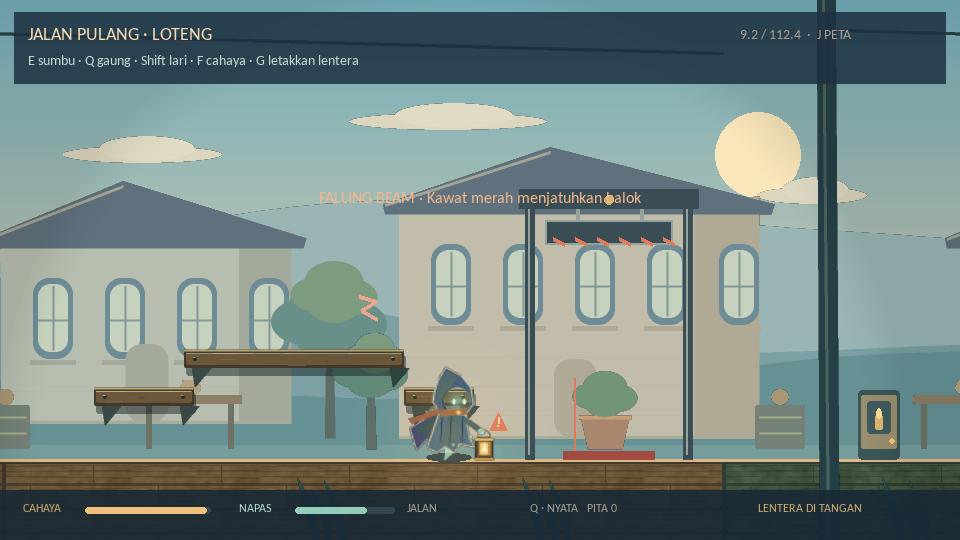 JALAN PULANG · LOTENG
9.2 / 112.4 · J PETA
E sumbu · Q gaung · Shift lari · F cahaya · G letakkan lentera
FALLING BEAM · Kawat merah menjatuhkan balok
!
CAHAYA NAPAS JALAN Q · NYATA PITA 0 LENTERA DI TANGAN